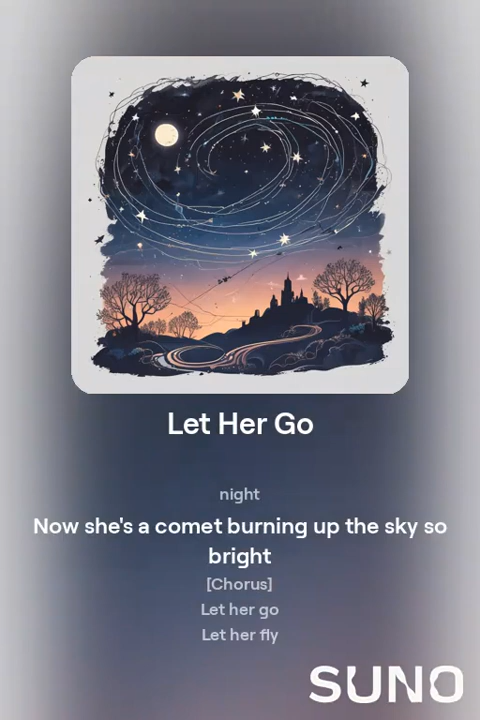 Let Her Go
night
Now she's a comet burning up the sky so
bright
[Chorus]
Let her go
Let her fly
SUNO